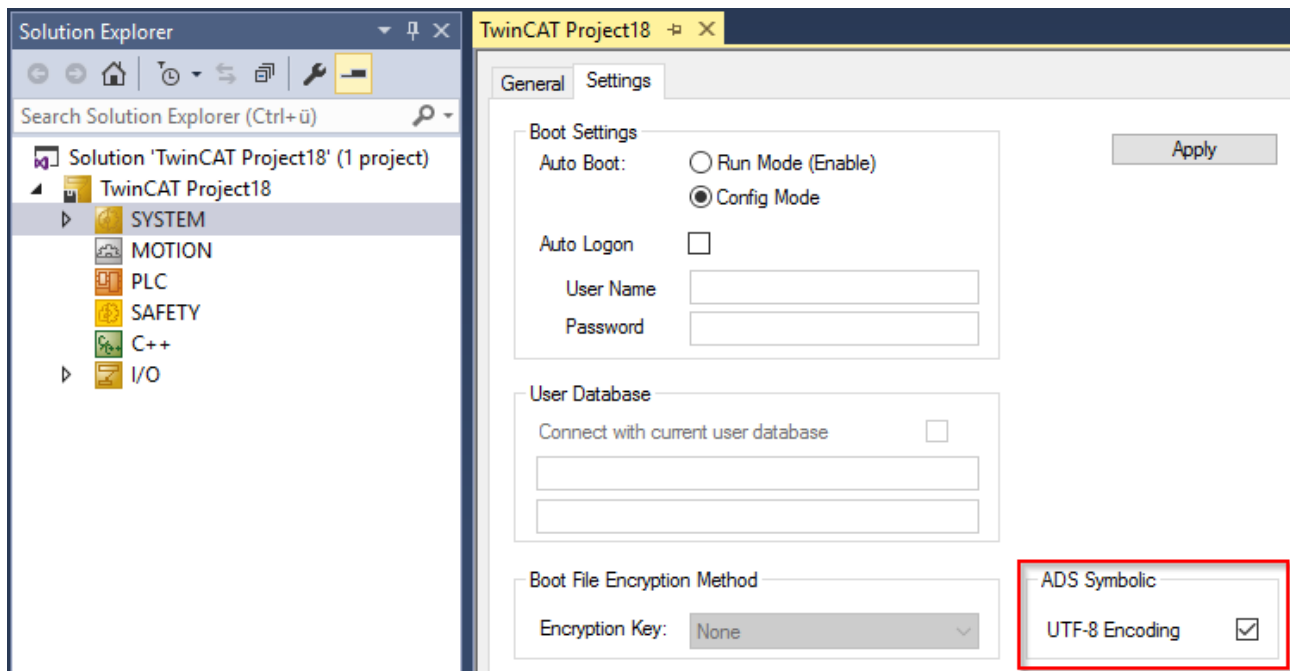 Solution Explorer
Search Solution Explorer (Ctrl+ü)
Solution 'TwinCAT Project18' (1 project)
TwinCAT Project18
SYSTEM
MOTION
PLC
SAFETY
C++
I/O
TwinCAT Project18
General Settings
Boot Settings
Apply
Auto Boot: Run Mode (Enable)
Config Mode
Auto Logon
User Name
Password
User Database
Connect with current user database
Boot File Encryption Method
Encryption Key: None
ADS Symbolic
UTF-8 Encoding